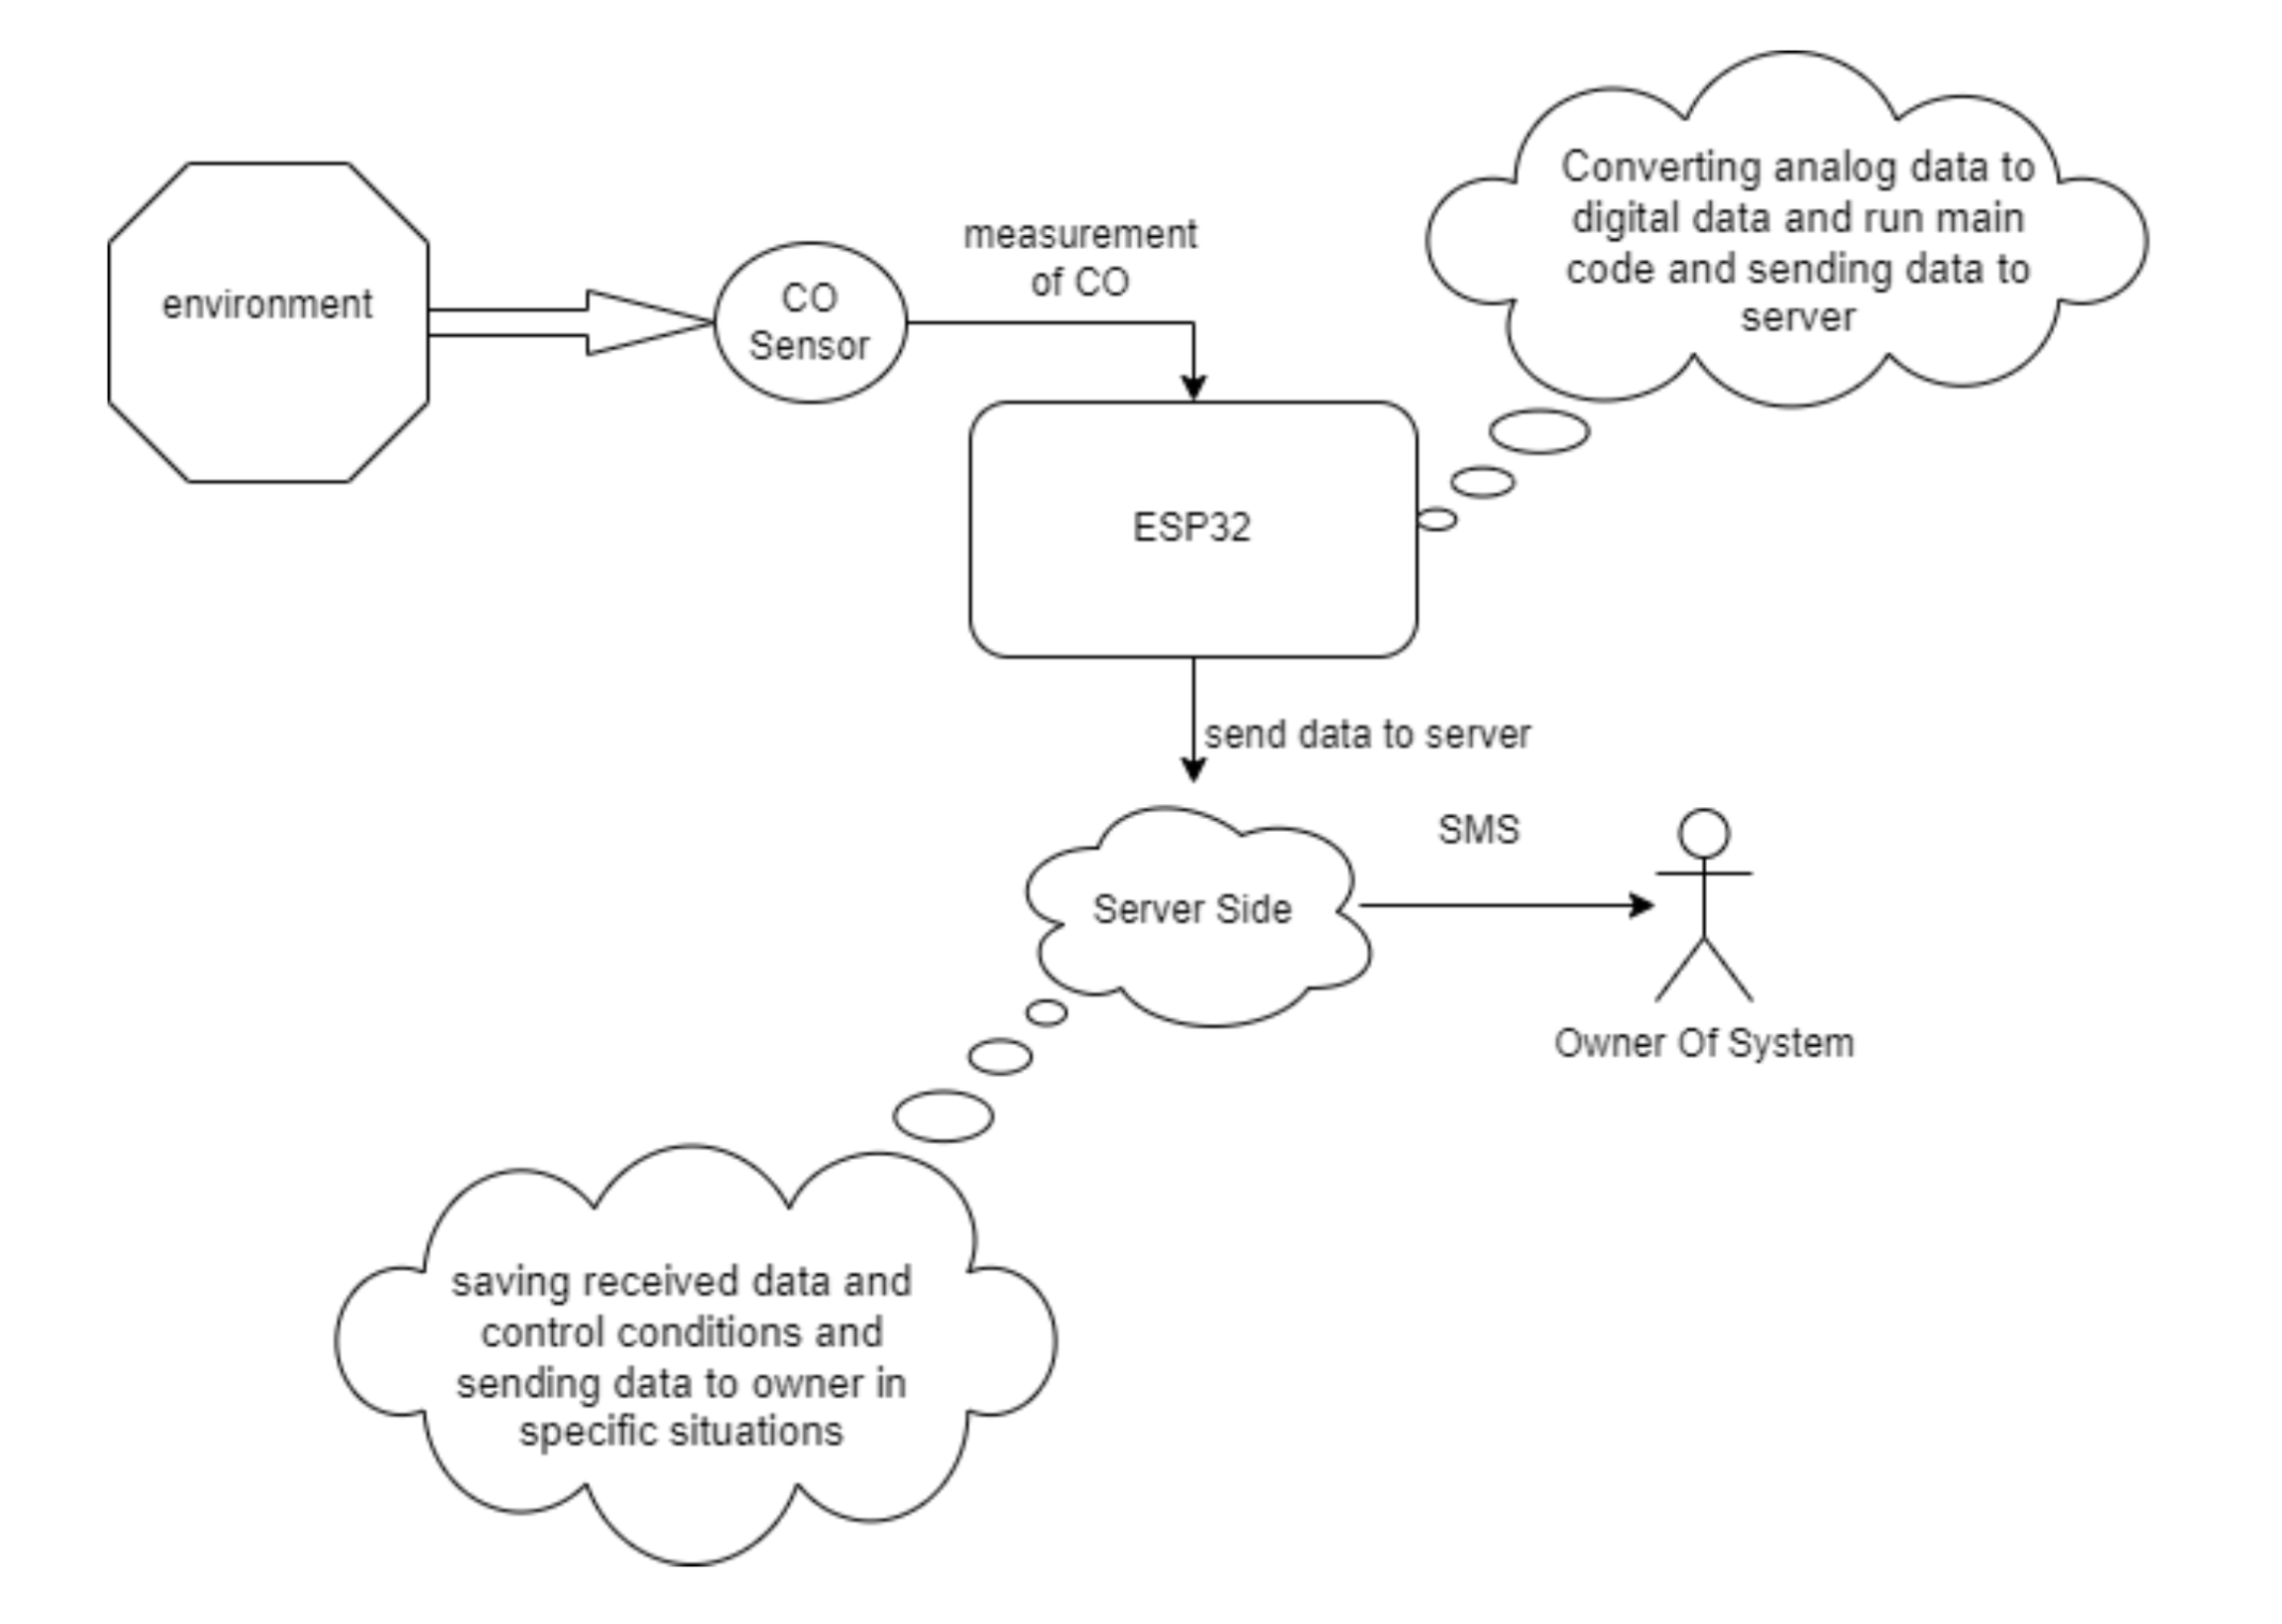 environment
CO
Sensor
measurement
of CO
Converting analog data to
digital data and run main
code and sending data to
server
ESP32
send data to server
Server Side
SMS
Owner Of System
saving received data and
control conditions and
sending data to owner in
specific situations